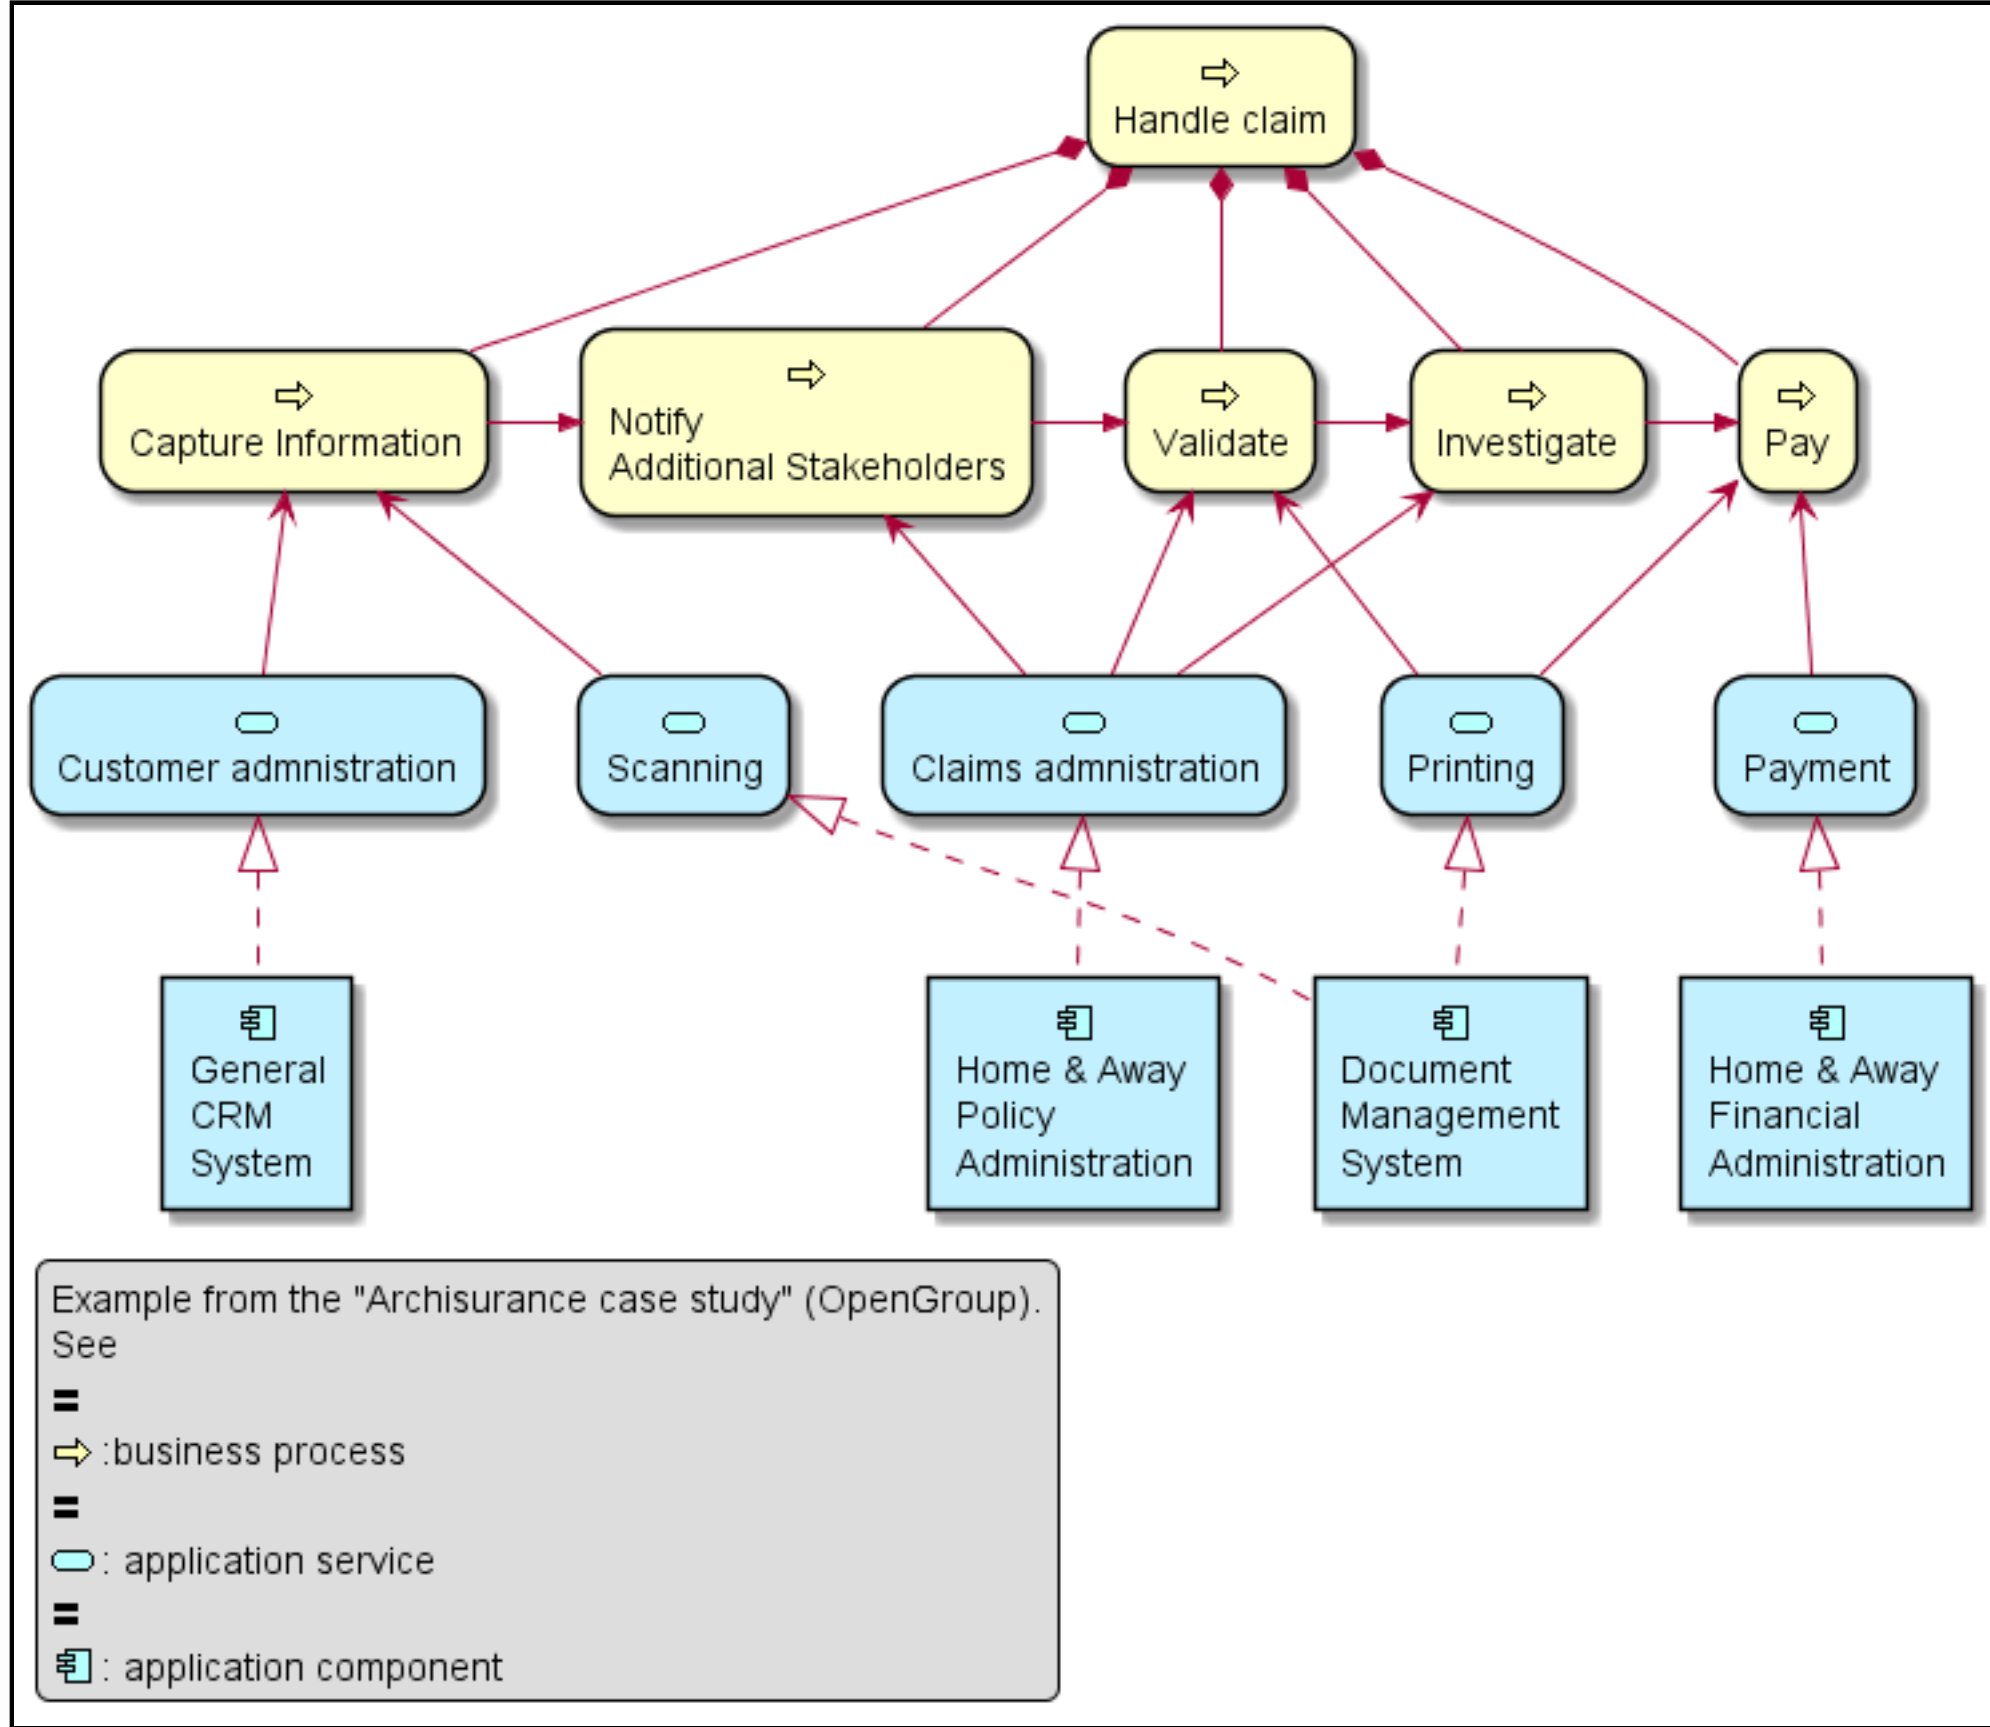 Handle claim
Capture Information
Notify
Additional Stakeholders
Validate
Investigate
Pay
Customer admnistration
Scanning
Claims admnistration
Printing
Payment
General
CRM
System
Home & Away
Policy
Administration
Document
Management
System
Home & Away
Financial
Administration
Example from the "Archisurance case study" (OpenGroup).
See
=
:business process
=
: application service
=
: application component